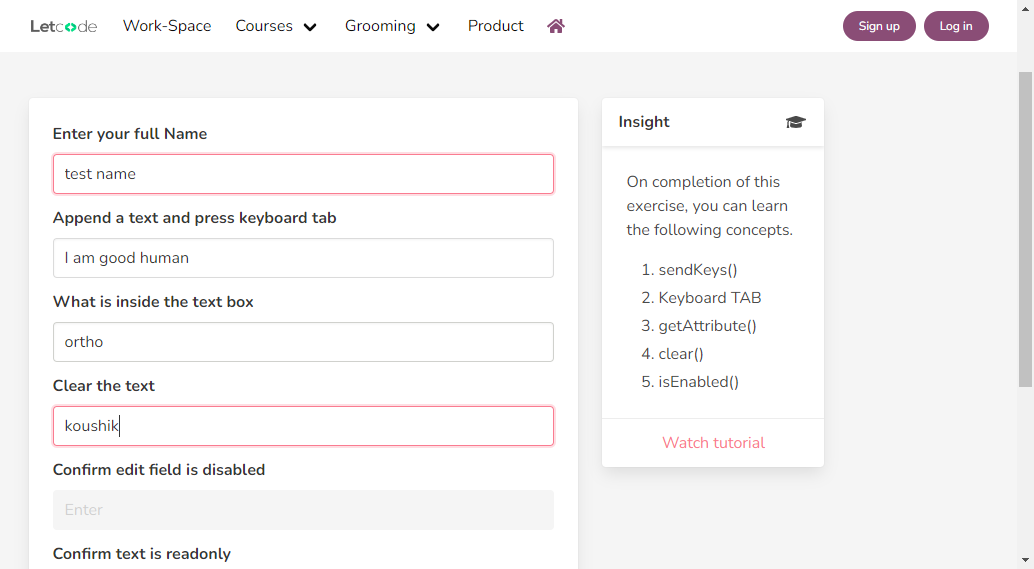 Letcode Work-Space Courses Grooming Product Sign up Log in
Enter your full Name
test name
Append a text and press keyboard tab
I am good human
What is inside the text box
ortho
Clear the text
koushik
Confirm edit field is disabled
Enter
Confirm text is readonly
Insight
On completion of this
exercise, you can learn
the following concepts.
1. sendKeys()
2. Keyboard TAB
3. getAttribute()
4. clear()
5. isEnabled()
Watch tutorial